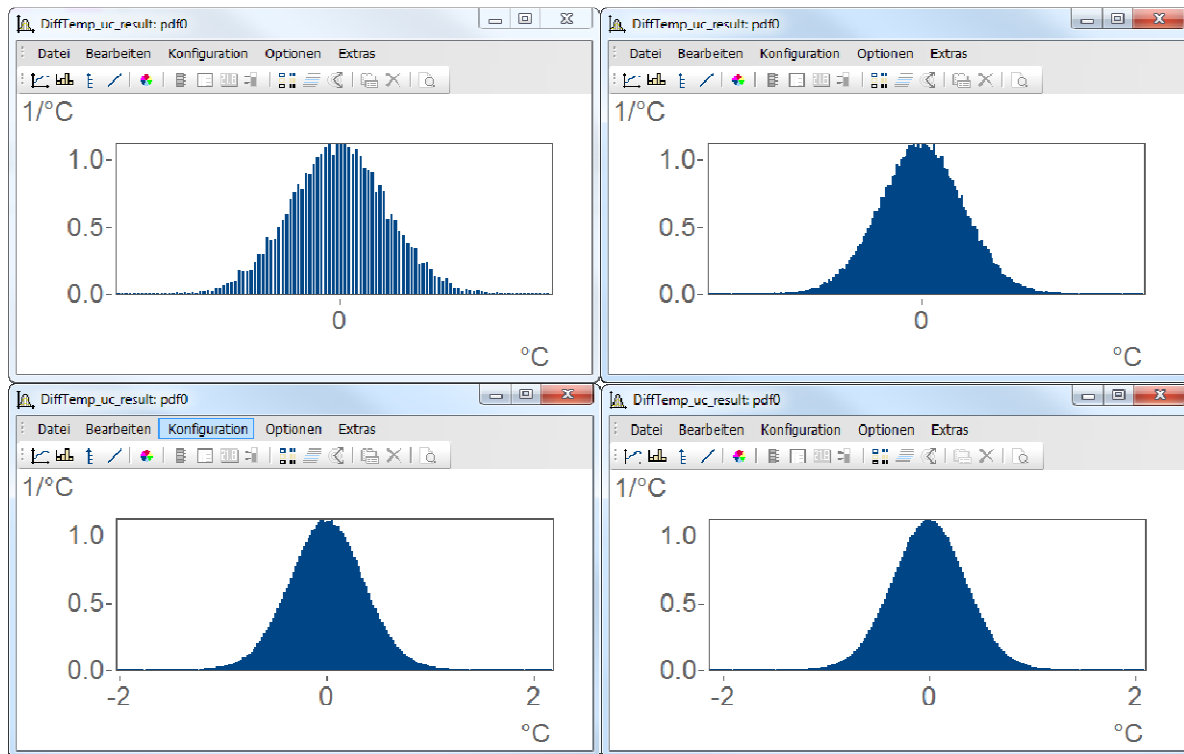 DiffTemp_uc_result: pdf0
Datei Bearbeiten Konfiguration Optionen Extras
1/°C
1.0
0.5
0.0
0
°C
DiffTemp_uc_result: pdf0
Datei Bearbeiten Konfiguration Optionen Extras
1/°C
1.0
0.5
0.0
0
°C
DiffTemp_uc_result: pdf0
Datei Bearbeiten Konfiguration Optionen Extras
1/°C
1.0
0.5
0.0
-2 0 2
°C
DiffTemp_uc_result: pdf0
Datei Bearbeiten Konfiguration Optionen Extras
1/°C
1.0
0.5
0.0
-2 0 2
°C